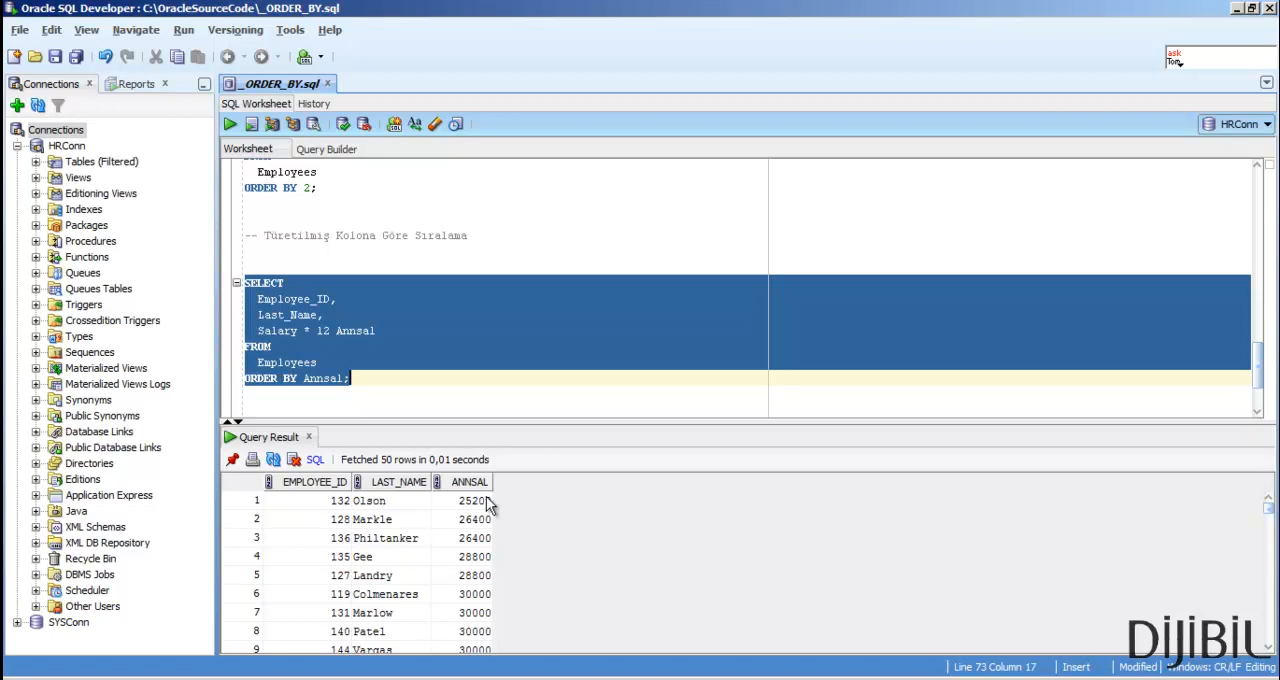 Oracle SQL Developer : C:\OracleSourceCode\_ORDER_BY.sql
File Edit View Navigate Run Versioning Tools Help
ask
Tom
Connections Reports _ORDER_BY.sql
SQL Worksheet History
HRConn
Worksheet Query Builder
Connections
HRConn
Tables (Filtered)
Views
Editioning Views
Indexes
Packages
Procedures
Functions
Queues
Queues Tables
Triggers
Crossedition Triggers
Types
Sequences
Materialized Views
Materialized Views Logs
Synonyms
Public Synonyms
Database Links
Public Database Links
Directories
Editions
Application Express
Java
XML Schemas
XML DB Repository
Recycle Bin
DBMS Jobs
Scheduler
Other Users
SYSConn
Employees
ORDER BY 2;
-- Türetilmiş Kolona Göre Sıralama
SELECT
Employee_ID,
Last_Name,
Salary * 12 Annsal
FROM
Employees
ORDER BY Annsal;
Query Result
SQL Fetched 50 rows in 0,01 seconds
EMPLOYEE_ID LAST_NAME ANNSAL
1 132 Olson 25200
2 128 Markle 26400
3 136 Philtanker 26400
4 135 Gee 28800
5 127 Landry 28800
6 119 Colmenares 30000
7 131 Marlow 30000
8 140 Patel 30000
9 144 Vargas 30000
DiJiBiL
Line 73 Column 17 Insert Modified Windows: CR/LF Editing